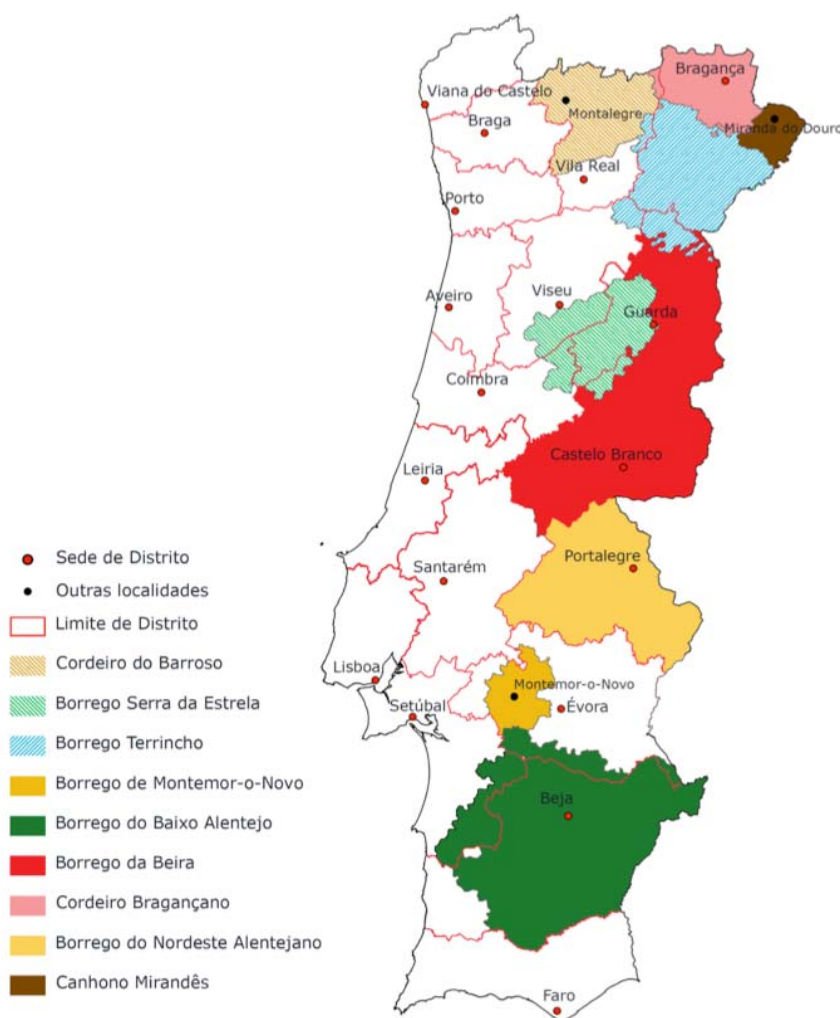 Bragança
Viana do Castelo
Montalegre
Braga
Miranda do Douro
Vila Real
Porto
Viseu
Aveiro
Guarda
Coimbra
Castelo Branco
Leiria
Portalegre
Santarém
Lisboa
Montemor-o-Novo
Setúbal
Évora
Beja
Faro
Sede de Distrito
Outras localidades
Limite de Distrito
Cordeiro do Barroso
Borrego Serra da Estrela
Borrego Terrincho
Borrego de Montemor-o-Novo
Borrego do Baixo Alentejo
Borrego da Beira
Cordeiro Bragançano
Borrego do Nordeste Alentejano
Canhono Mirandês